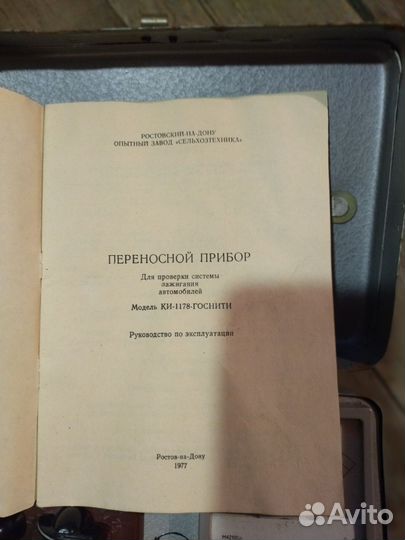 РОСТОВСКИЙ-НА-ДОНУ
ОПЫТНЫЙ ЗАВОД «СЕЛЬХОЗТЕХНИКА»
ПЕРЕНОСНОЙ ПРИБОР
Для проверки системы
зажигания
автомобилей
Модель КИ-1178-ГОСНИТИ
Руководство по эксплуатации
Ростов-на-Дону
1977
Avito